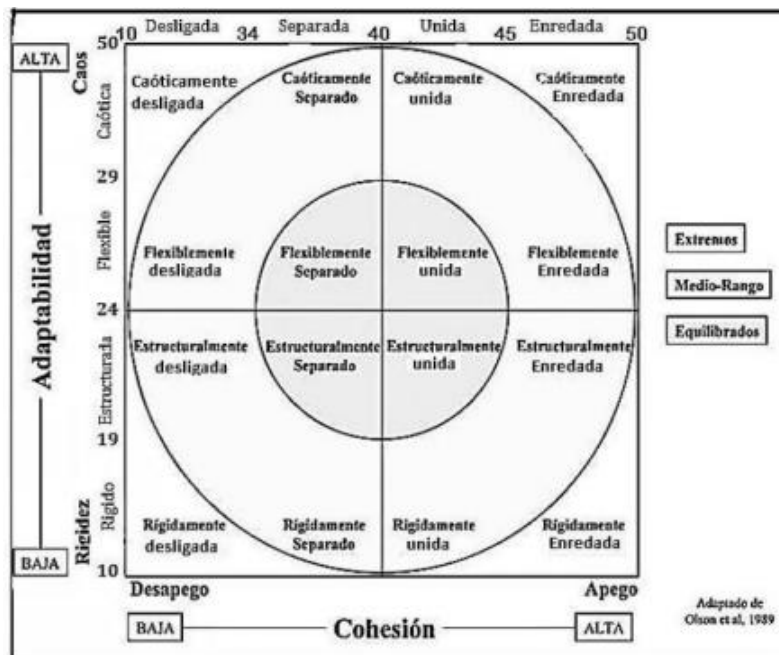 Desligada Separada Unida Enredada
10 34 40 45 50
50
ALTA
Caos
Caótica
Caóticamente
desligada
Caóticamente
Separado
Caóticamente
unida
Caóticamente
Enredada
29
Adaptabilidad
Flexible
Flexiblemente
desligada
Flexiblemente
Separado
Flexiblemente
unida
Flexiblemente
Enredada
24
Estructurada
Estructuralmente
desligada
Estructuralmente
Separado
Estructuralmente
unida
Estructuralmente
Enredada
19
Rígido
Rigidez
Rígidamente
desligada
Rígidamente
Separado
Rígidamente
unida
Rígidamente
Enredada
BAJA
10
Desapego Apego
BAJA Cohesión ALTA
Extremos
Medio-Rango
Equilibrados
Adaptado de
Olson et al, 1989